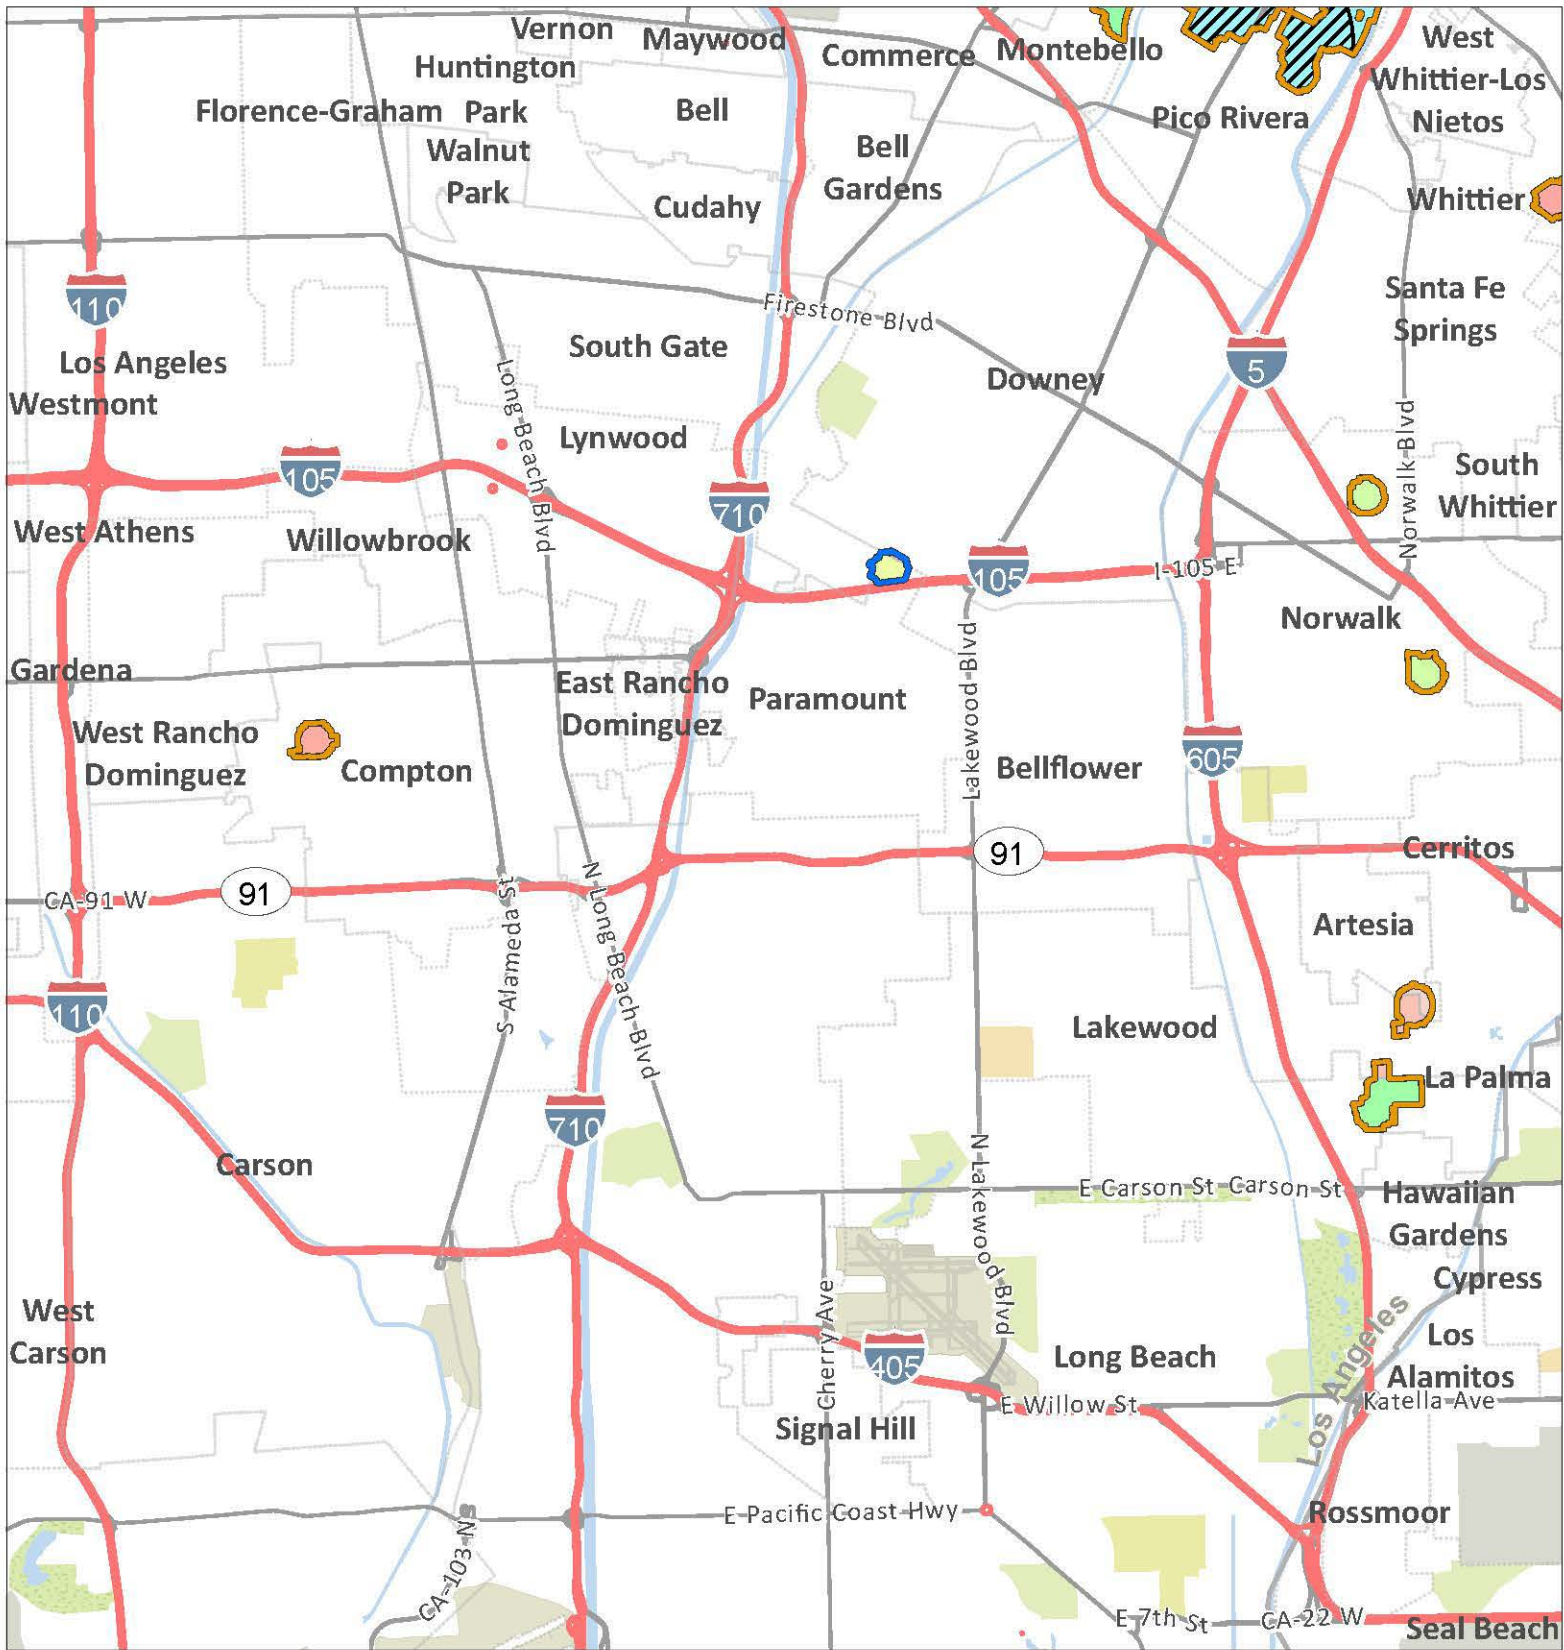 Vernon
Maywood
Commerce
Montebello
West
Whittier-Los
Nietos
Huntington
Park
Florence-Graham
Bell
Pico Rivera
Walnut
Park
Bell
Gardens
Cudahy
Whittier
110
Firestone Blvd
Santa Fe
Springs
Los Angeles
Westmont
South Gate
Downey
5
Long Beach Blvd
Lynwood
Norwalk Blvd
105
710
South
Whittier
West Athens
Willowbrook
105
I-105 E
Norwalk
Gardena
East Rancho
Dominguez
Paramount
Lakewood Blvd
West Rancho
Dominguez
Compton
Bellflower
605
91
Cerritos
CA-91 W
91
S Alameda St
N Long Beach Blvd
Artesia
110
Lakewood
La Palma
710
Carson
N Lakewood Blvd
E Carson St
Carson St
Hawaiian
Gardens
Cypress
West
Carson
Cherry Ave
405
Long Beach
Los Angeles
Los
Alamitos
E Willow St
Katella Ave
Signal Hill
E Pacific Coast Hwy
Rossmoor
CA-103 N
S
E 7th St
CA-22 W
Seal Beach